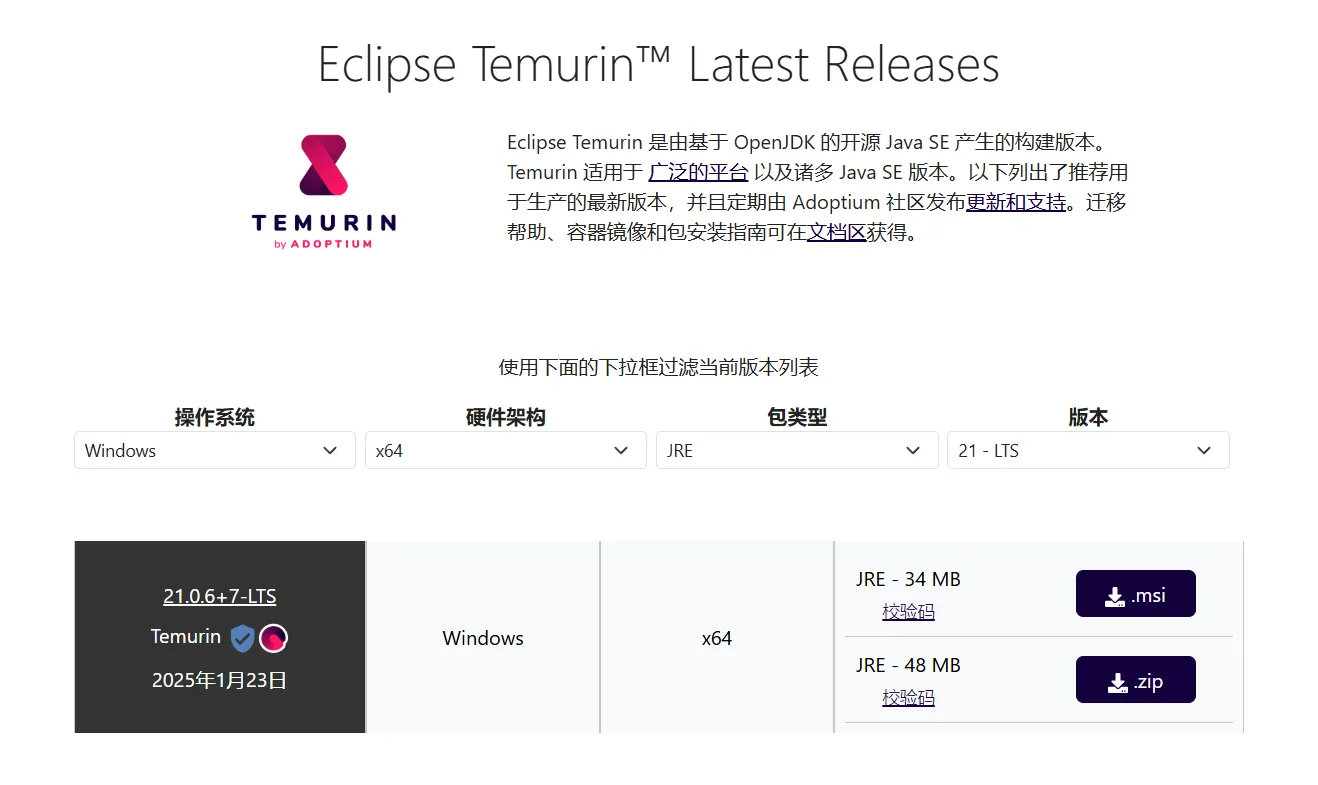 Eclipse Temurin™ Latest Releases
TEMURIN
by ADOPTIUM
Eclipse Temurin 是由基于 OpenJDK 的开源 Java SE 产生的构建版本。
Temurin 适用于 广泛的平台 以及诸多 Java SE 版本。以下列出了推荐用
于生产的最新版本，并且定期由 Adoptium 社区发布更新和支持。迁移
帮助、容器镜像和包安装指南可在文档区获得。
使用下面的下拉框过滤当前版本列表
操作系统 硬件架构 包类型 版本
Windows x64 JRE 21 - LTS
21.0.6+7-LTS
Temurin
2025年1月23日
Windows
x64
JRE - 34 MB
校验码
.msi
JRE - 48 MB
校验码
.zip